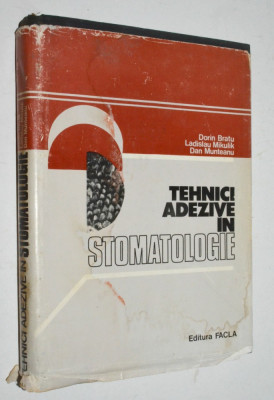 Dorin Bratu
Ladislau Mikulik
Dan Munteanu
TEHNICI
ADEZIVE
IN
STOMATOLOGIE
Editura FACLA
TEHNICI ADEZIVE IN STOMATOLOGIE